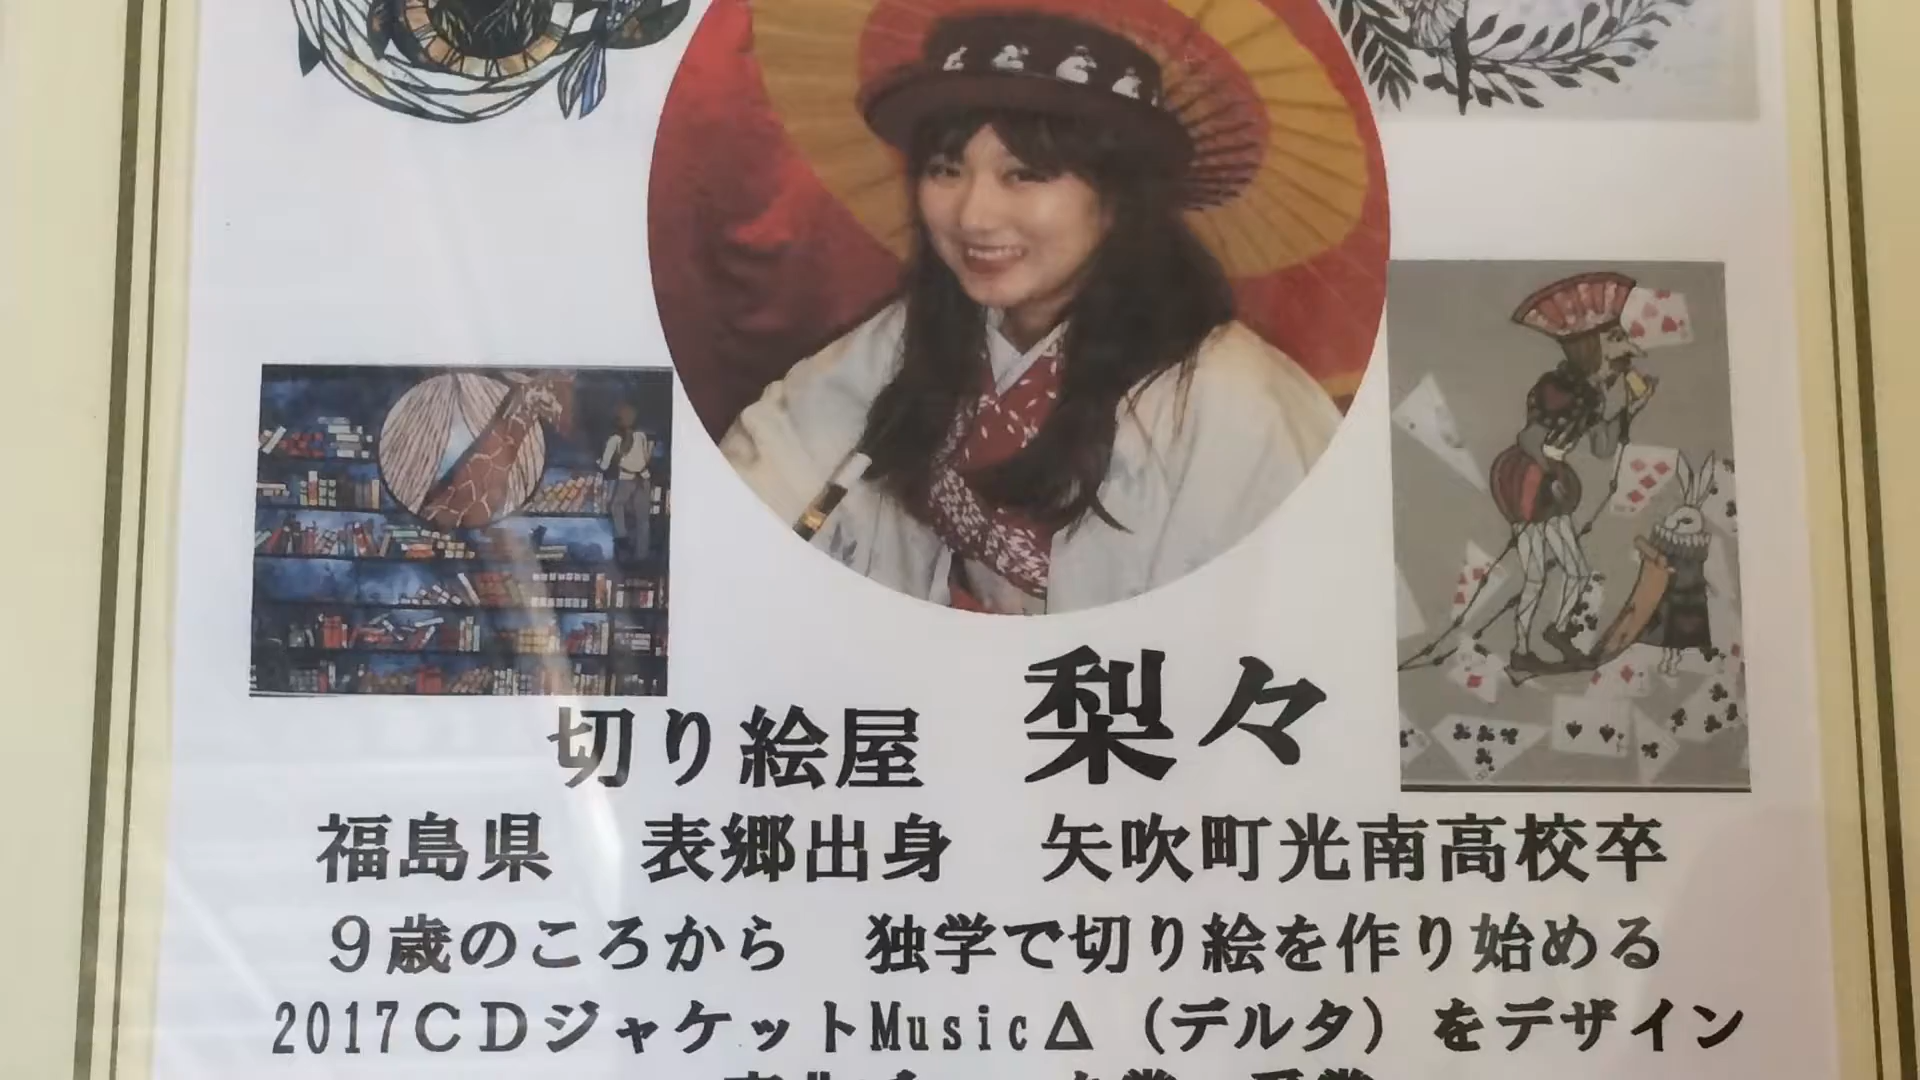 切り絵屋 梨々
福島県 表郷出身 矢吹町光南高校卒
9歳のころから 独学で切り絵を作り始める
2017CDジャケットMusicΔ(デルタ)をデザイン